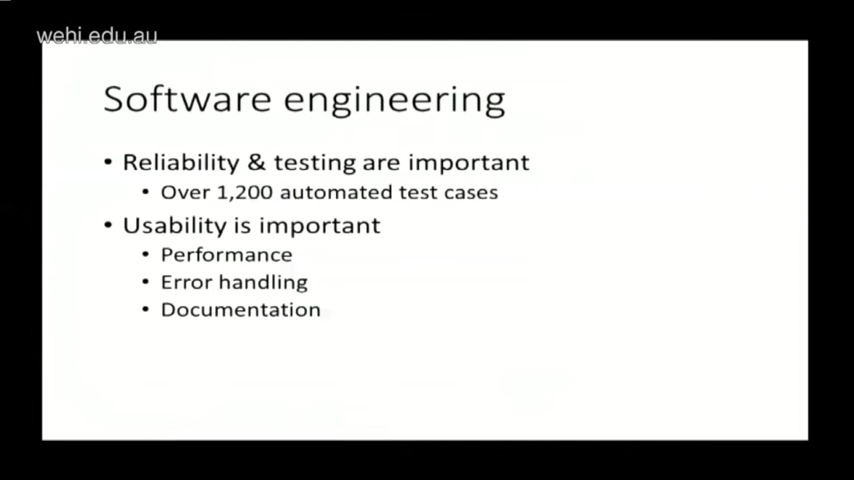 wehi.edu.au
Software engineering
• Reliability & testing are important
• Over 1,200 automated test cases
• Usability is important
• Performance
• Error handling
• Documentation